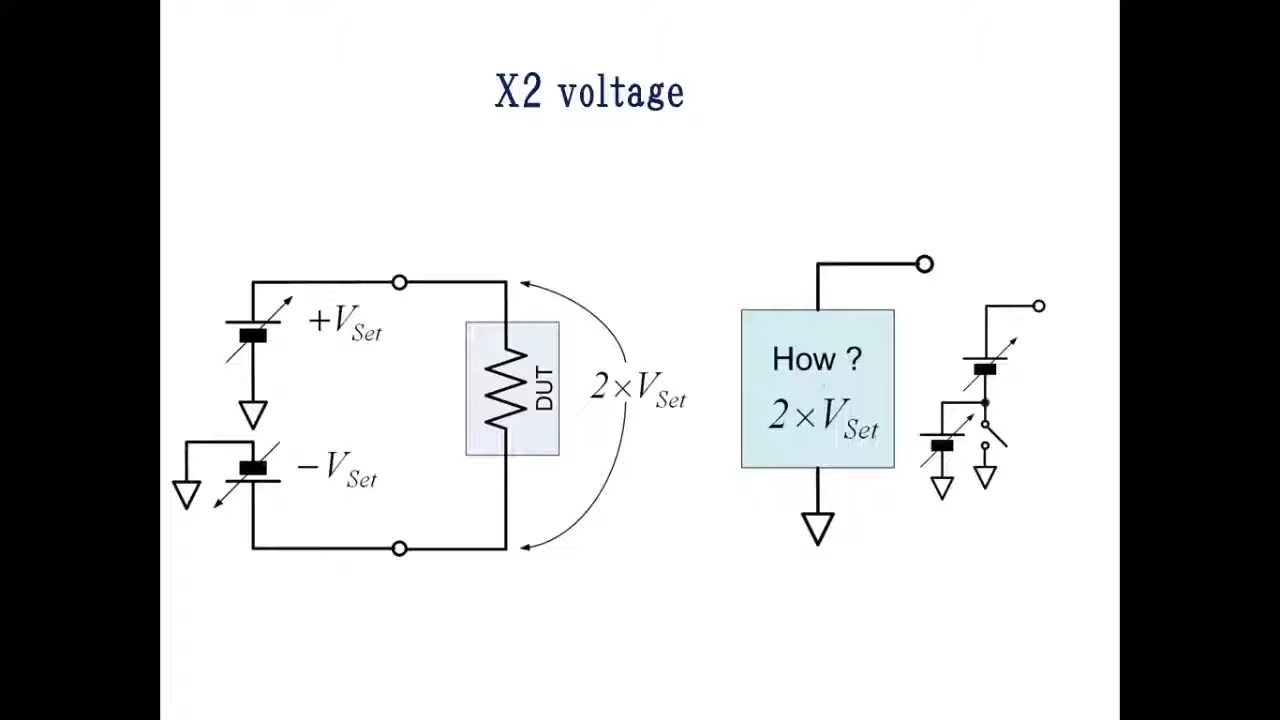 X2 voltage
+V_Set
−V_Set
DUT
2×V_Set
How ?
2×V_Set